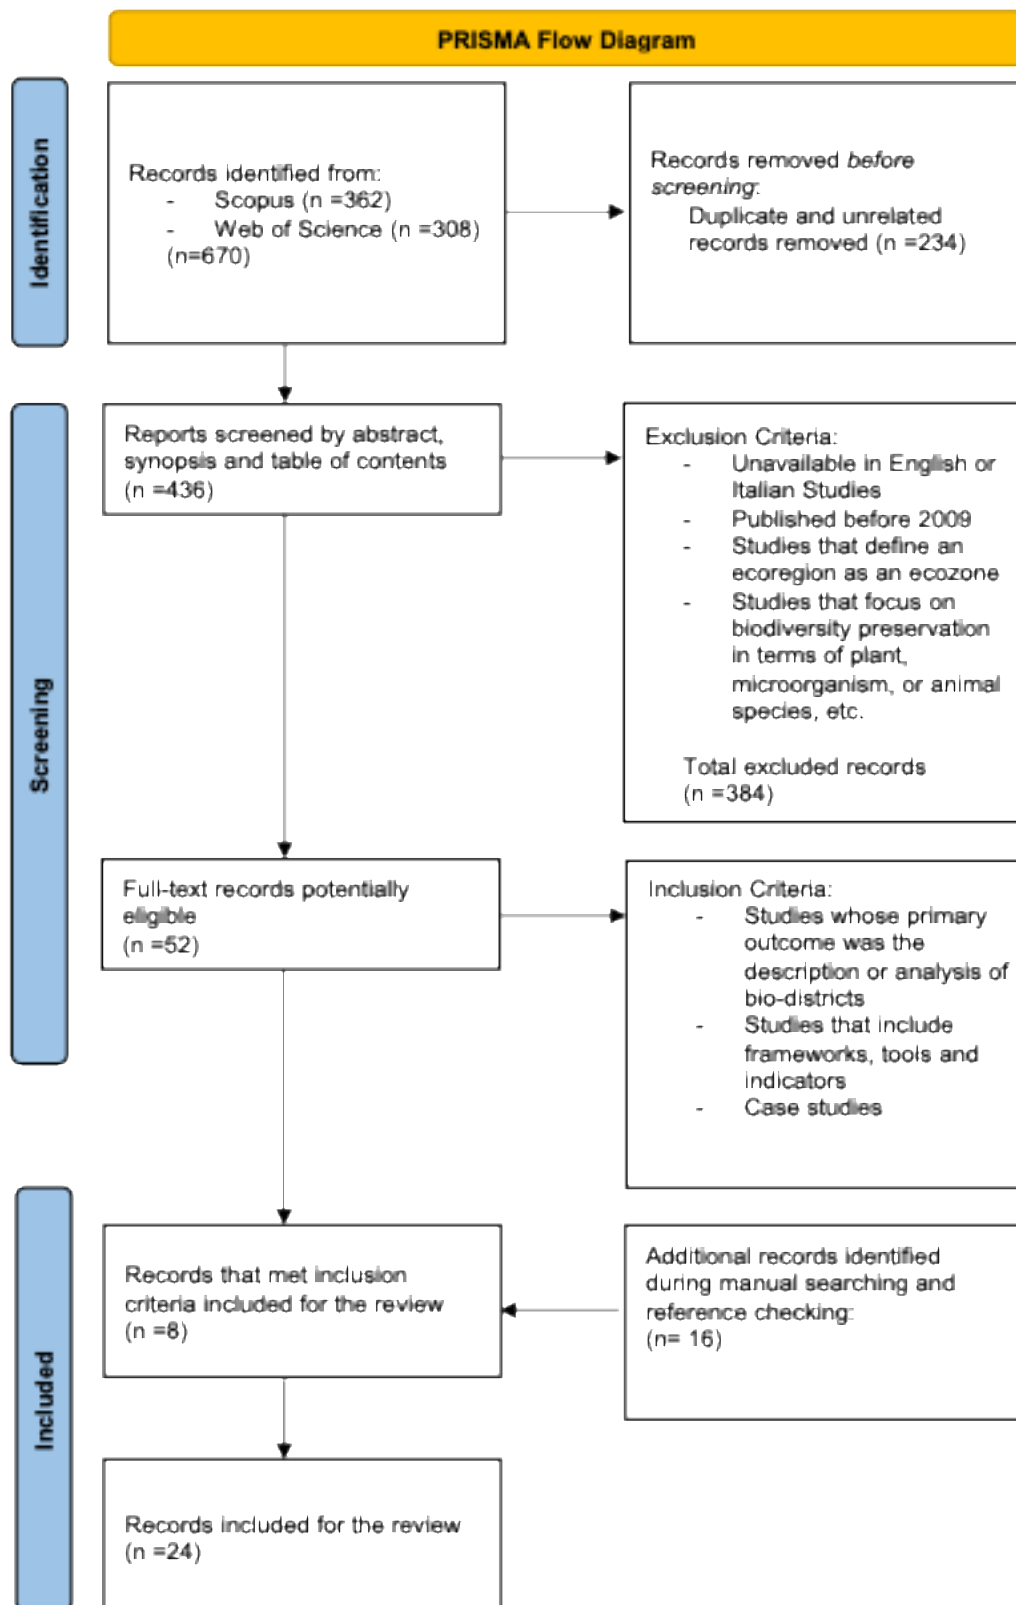 PRISMA Flow Diagram
Identification
Records identified from:
- Scopus (n =362)
- Web of Science (n =308)
(n=670)
Records removed before
screening:
Duplicate and unrelated
records removed (n =234)
Screening
Reports screened by abstract,
synopsis and table of contents
(n =436)
Exclusion Criteria:
- Unavailable in English or
Italian Studies
- Published before 2009
- Studies that define an
ecoregion as an ecozone
- Studies that focus on
biodiversity preservation
in terms of plant,
microorganism, or animal
species, etc.
Total excluded records
(n =384)
Full-text records potentially
eligible
(n =52)
Inclusion Criteria:
- Studies whose primary
outcome was the
description or analysis of
bio-districts
- Studies that include
frameworks, tools and
indicators
- Case studies
Included
Records that met inclusion
criteria included for the review
(n =8)
Additional records identified
during manual searching and
reference checking:
(n= 16)
Records included for the review
(n =24)